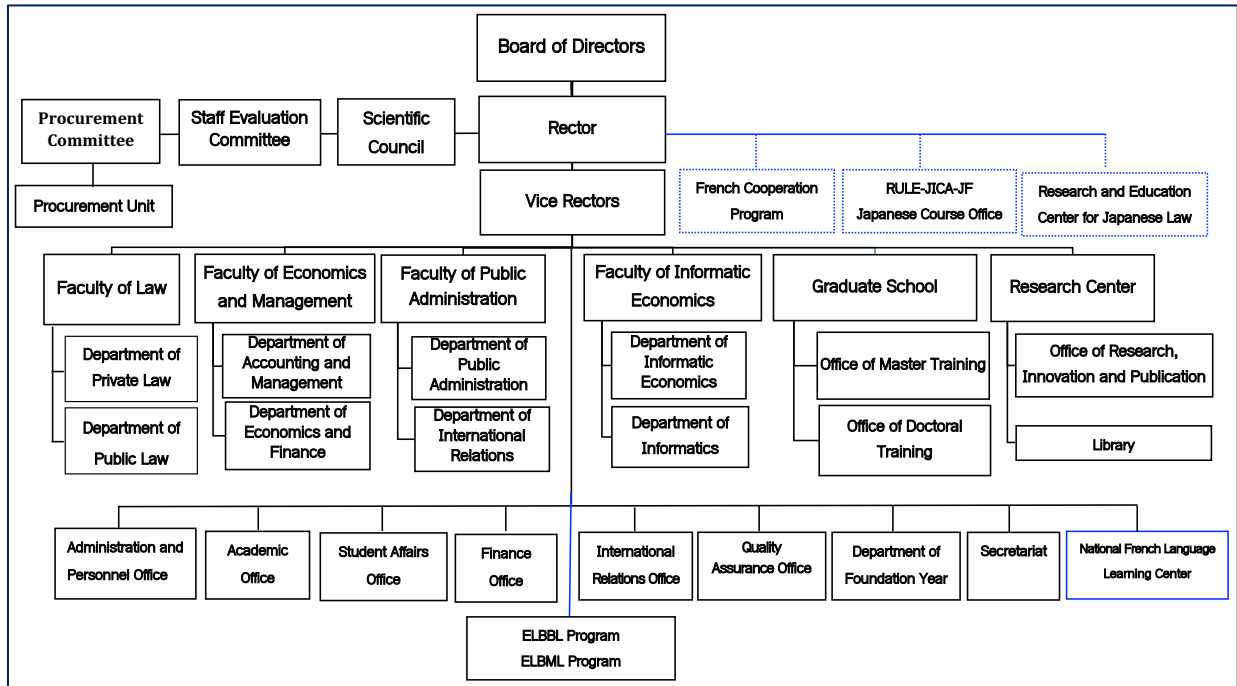 Board of Directors
Procurement
Committee
Staff Evaluation
Committee
Scientific
Council
Rector
Procurement Unit
Vice Rectors
French Cooperation
Program
RULE-JICA-JF
Japanese Course Office
Research and Education
Center for Japanese Law
Faculty of Law
Faculty of Economics
and Management
Faculty of Public
Administration
Faculty of Informatic
Economics
Graduate School
Research Center
Department of
Private Law
Department of
Accounting and
Management
Department of
Public
Administration
Department of
Informatic
Economics
Office of Master Training
Office of Research,
Innovation and Publication
Department of
Public Law
Department of
Economics and
Finance
Department of
International
Relations
Department of
Informatics
Office of Doctoral
Training
Library
Administration and
Personnel Office
Academic
Office
Student Affairs
Office
Finance
Office
International
Relations Office
Quality
Assurance Office
Department of
Foundation Year
Secretariat
National French Language
Learning Center
ELBBL Program
ELBML Program